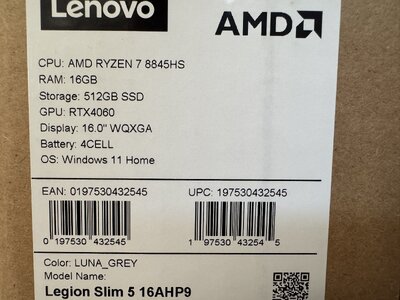 Lenovo
AMD
CPU: AMD RYZEN 7 8845HS
RAM: 16GB
Storage: 512GB SSD
GPU: RTX4060
Display: 16.0" WQXGA
Battery: 4CELL
OS: Windows 11 Home
EAN: 0197530432545 UPC: 197530432545
0 197530 432545 1 97530 43254 5
Color: LUNA_GREY
Model Name:
Legion Slim 5 16AHP9